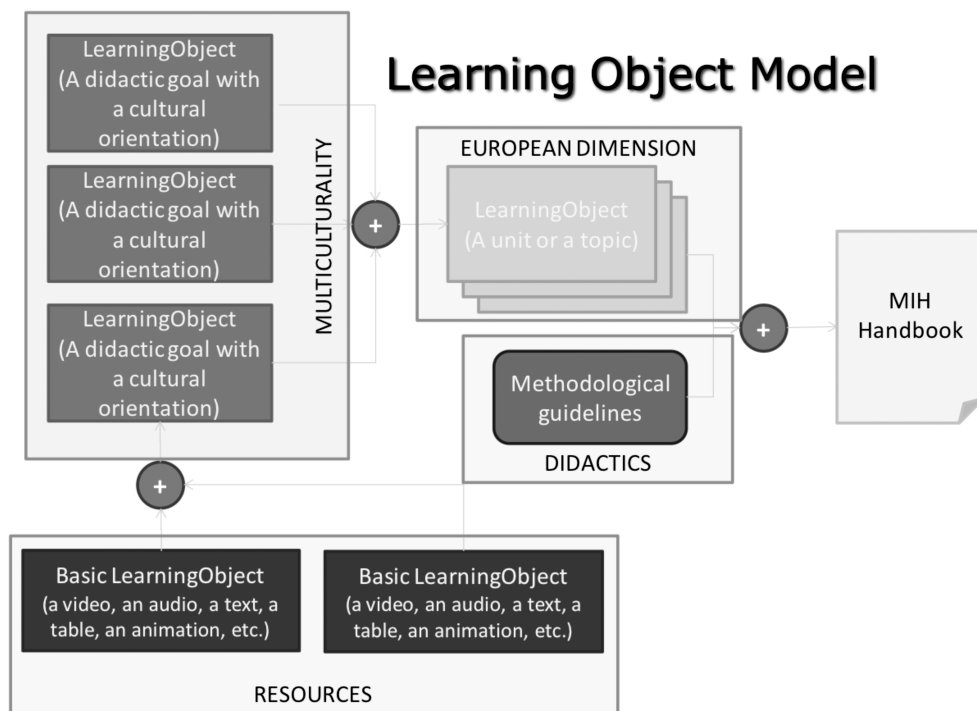 Learning Object Model
LearningObject
(A didactic goal with
a cultural
orientation)
LearningObject
(A didactic goal with
a cultural
orientation)
LearningObject
(A didactic goal with
a cultural
orientation)
MULTICULTURALITY
+
EUROPEAN DIMENSION
LearningObject
(A unit or a topic)
+
MIH
Handbook
Methodological
guidelines
DIDACTICS
+
Basic LearningObject
(a video, an audio, a text, a
table, an animation, etc.)
Basic LearningObject
(a video, an audio, a text, a
table, an animation, etc.)
RESOURCES